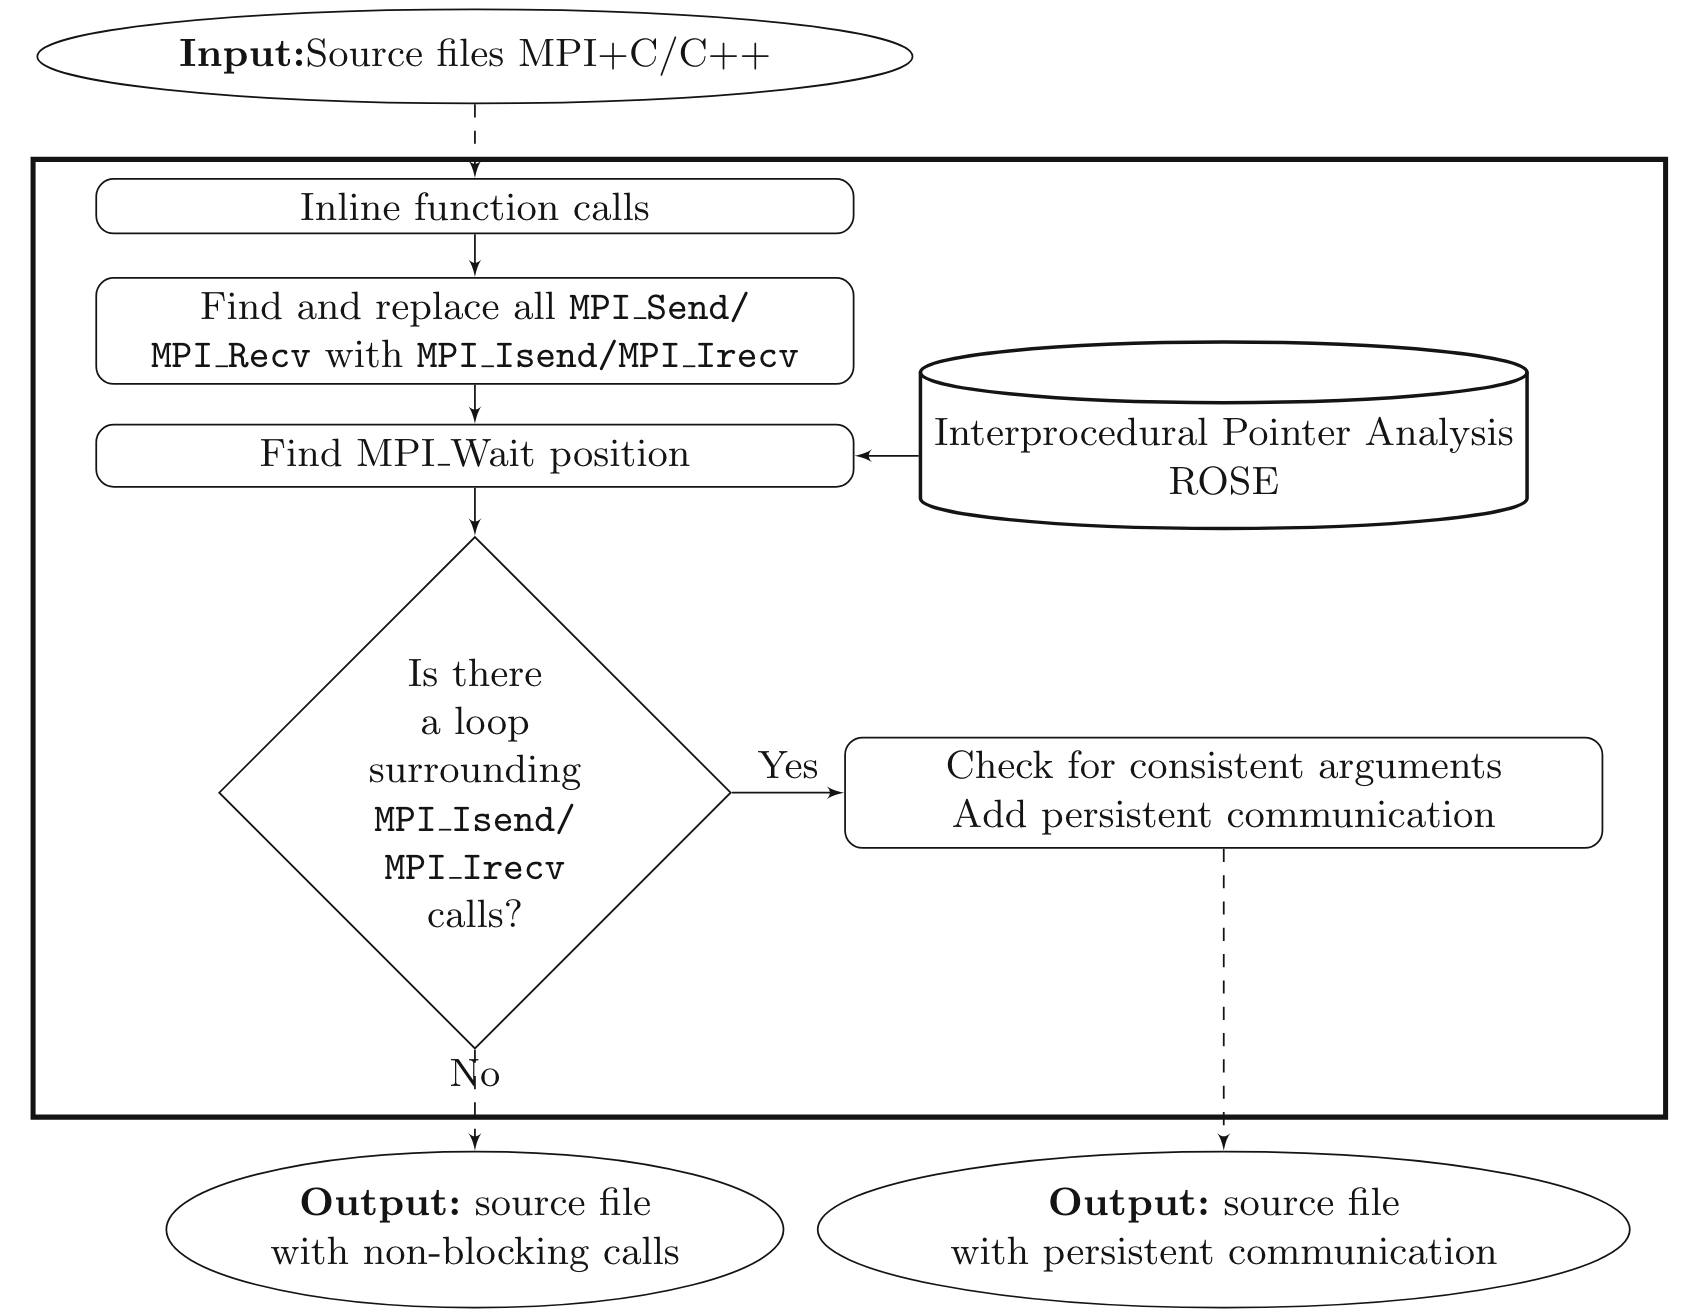 Input:Source files MPI+C/C++
Inline function calls
Find and replace all MPI_Send/
MPI_Recv with MPI_Isend/MPI_Irecv
Find MPI_Wait position
Interprocedural Pointer Analysis
ROSE
Is there
a loop
surrounding
MPI_Isend/
MPI_Irecv
calls?
Yes
Check for consistent arguments
Add persistent communication
No
Output: source file
with non-blocking calls
Output: source file
with persistent communication